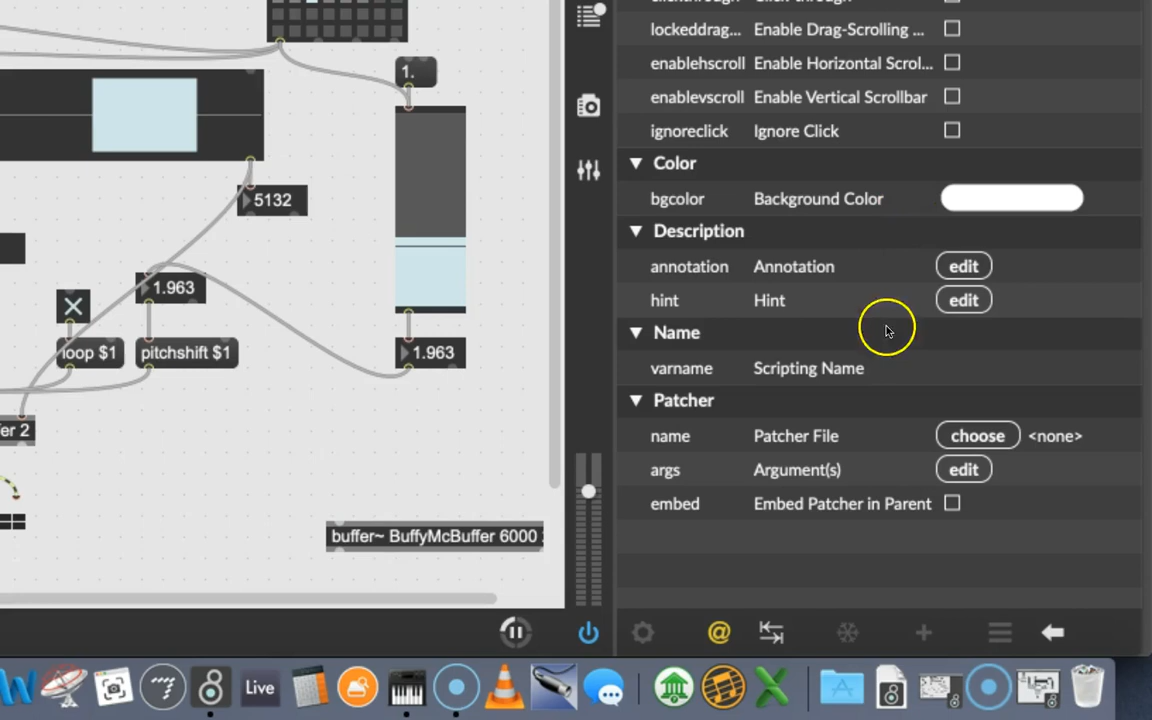 clickthrough Click-through
lockeddrag... Enable Drag-Scrolling ...
enablehscroll Enable Horizontal Scrol...
enablevscroll Enable Vertical Scrollbar
ignoreclick Ignore Click
Color
bgcolor Background Color
Description
annotation Annotation edit
hint Hint edit
Name
varname Scripting Name
Patcher
name Patcher File choose <none>
args Argument(s) edit
embed Embed Patcher in Parent
1.
5132
1.963
loop $1 pitchshift $1 1.963
er 2
buffer~ BuffyMcBuffer 6000
Live